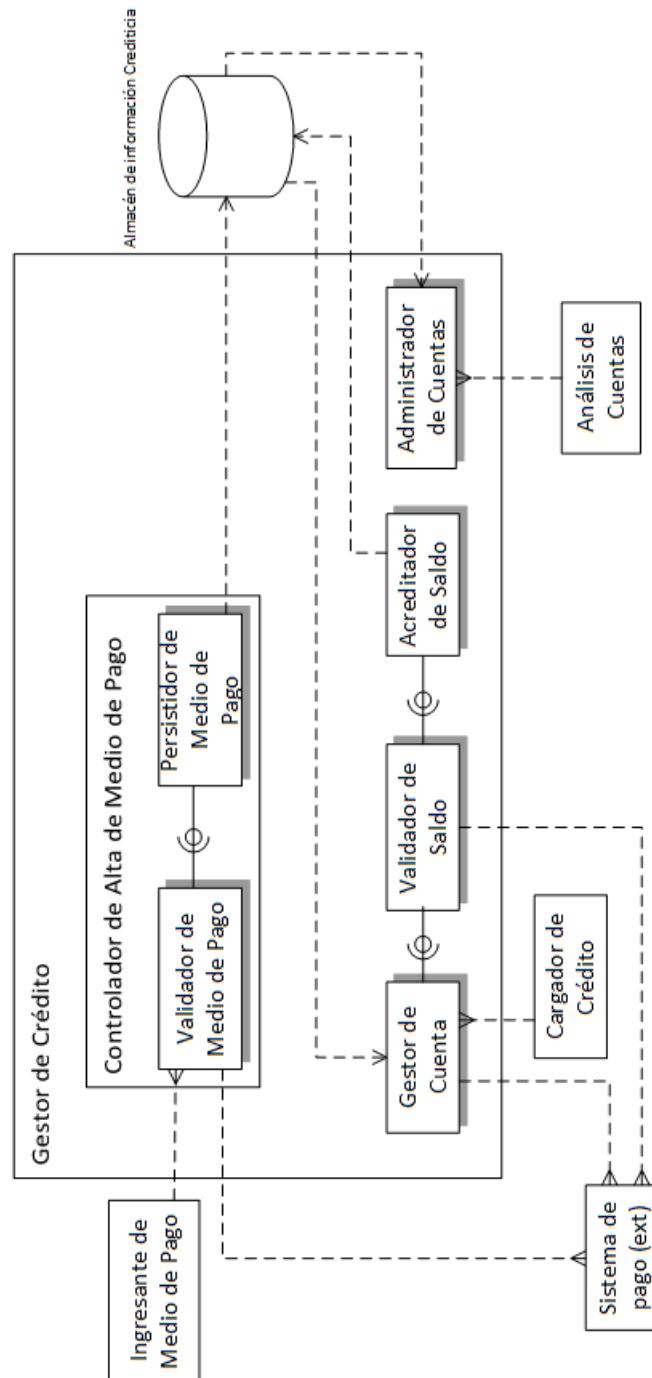 Gestor de Crédito
Almacén de información Crediticia
Controlador de Alta de Medio de Pago
Ingresante de
Medio de Pago
Validador de
Medio de Pago
Persistidor de
Medio de
Pago
Gestor de
Cuenta
Validador de
Saldo
Acreditador
de Saldo
Administrador
de Cuentas
Sistema de
pago (ext)
Cargador de
Crédito
Análisis de
Cuentas